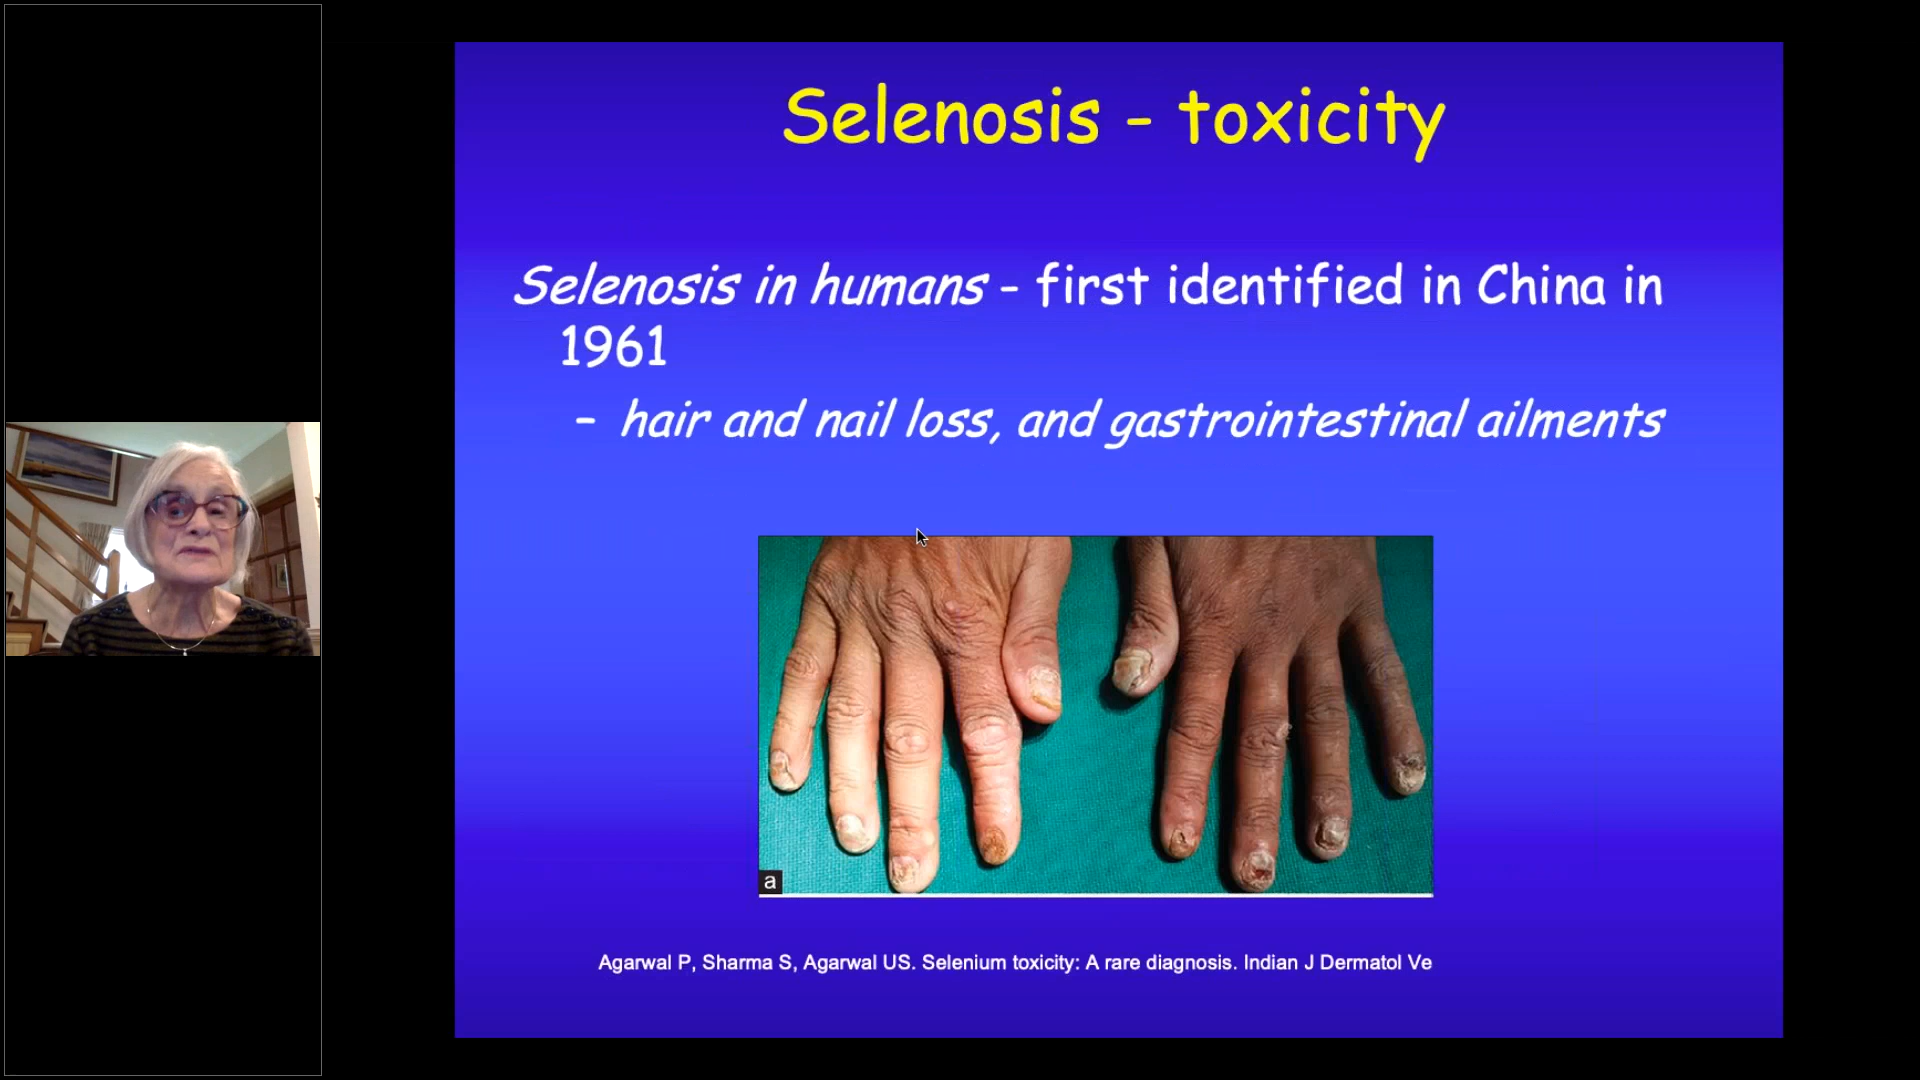 Selenosis - toxicity
Selenosis in humans - first identified in China in
1961
- hair and nail loss, and gastrointestinal ailments
a
Agarwal P, Sharma S, Agarwal US. Selenium toxicity: A rare diagnosis. Indian J Dermatol Ve